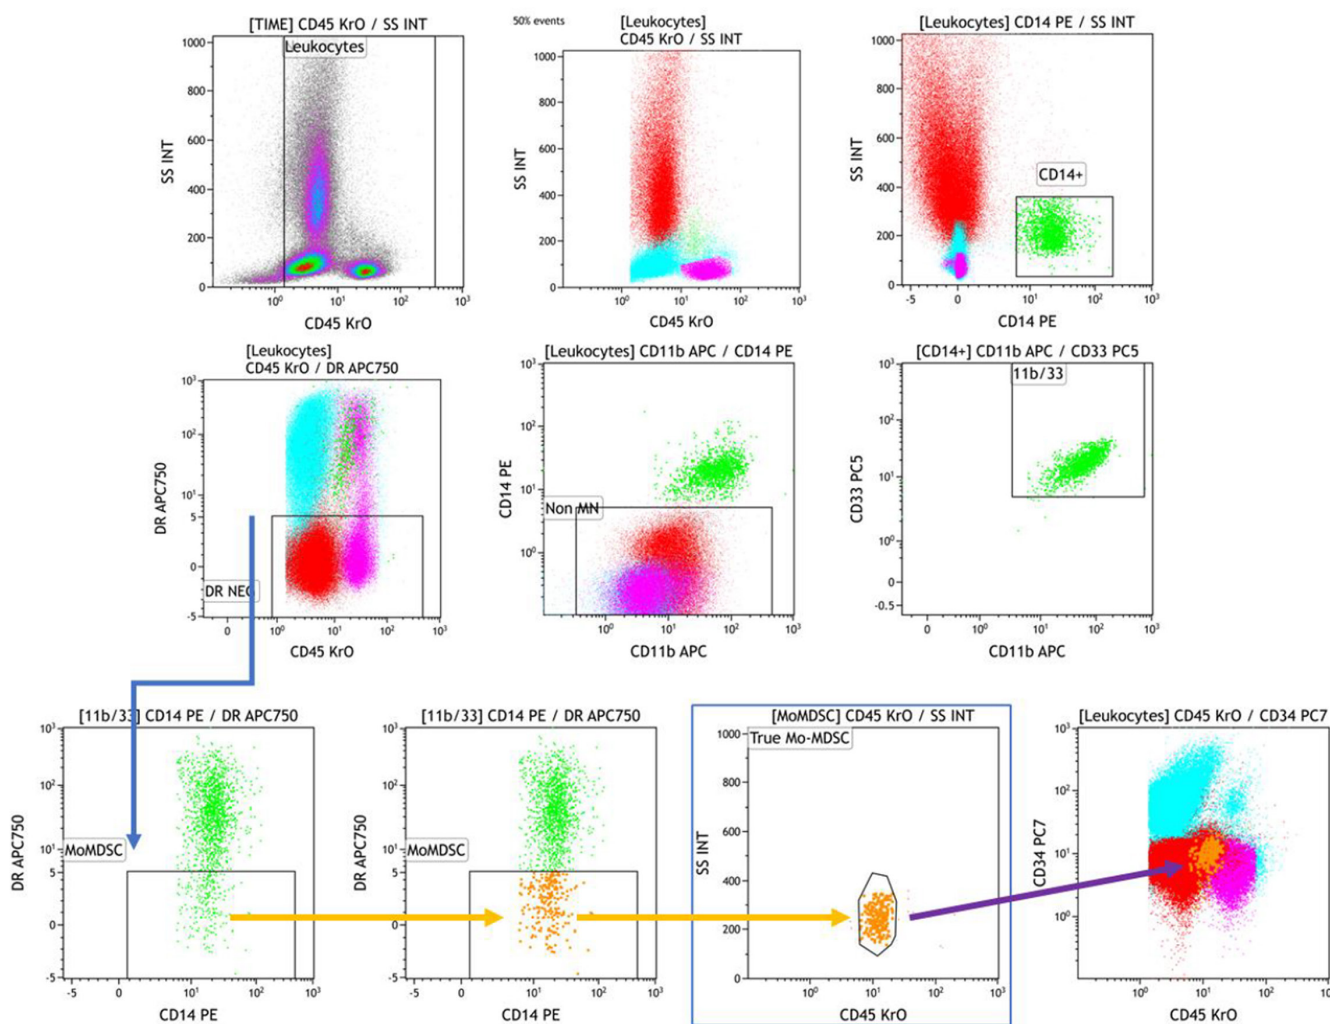 [TIME] CD45 KrO / SS INT
Leukocytes
1000
800
600
400
200
0
SS INT
10⁰
10¹
10²
10³
CD45 KrO
50% events
[Leukocytes]
CD45 KrO / SS INT
1000
800
600
400
200
0
SS INT
10⁰
10¹
10²
10³
CD45 KrO
[Leukocytes] CD14 PE / SS INT
CD14+
1000
800
600
400
200
0
SS INT
-5
0
10¹
10²
10³
CD14 PE
[Leukocytes]
CD45 KrO / DR APC750
10³
10²
10¹
5
0
-5
DR APC750
DR NEG
0
10⁰
10¹
10²
10³
CD45 KrO
[Leukocytes] CD11b APC / CD14 PE
10³
10²
10¹
10⁰
CD14 PE
Non MN
10⁰
10¹
10²
10³
CD11b APC
[CD14+] CD11b APC / CD33 PC5
11b/33
10³
10²
10¹
10⁰
0
-0.5
CD33 PC5
0
10¹
10²
10³
CD11b APC
[11b/33] CD14 PE / DR APC750
10³
10²
10¹
5
0
-5
DR APC750
MoMDSC
-5
0
10¹
10²
10³
CD14 PE
[11b/33] CD14 PE / DR APC750
10³
10²
10¹
5
0
-5
DR APC750
MoMDSC
-5
0
10¹
10²
10³
CD14 PE
[MoMDSC] CD45 KrO / SS INT
True Mo-MDSC
1000
800
600
400
200
0
SS INT
10⁰
10¹
10²
10³
CD45 KrO
[Leukocytes] CD45 KrO / CD34 PC7
10³
10²
10¹
10⁰
CD34 PC7
10⁰
10¹
10²
10³
CD45 KrO